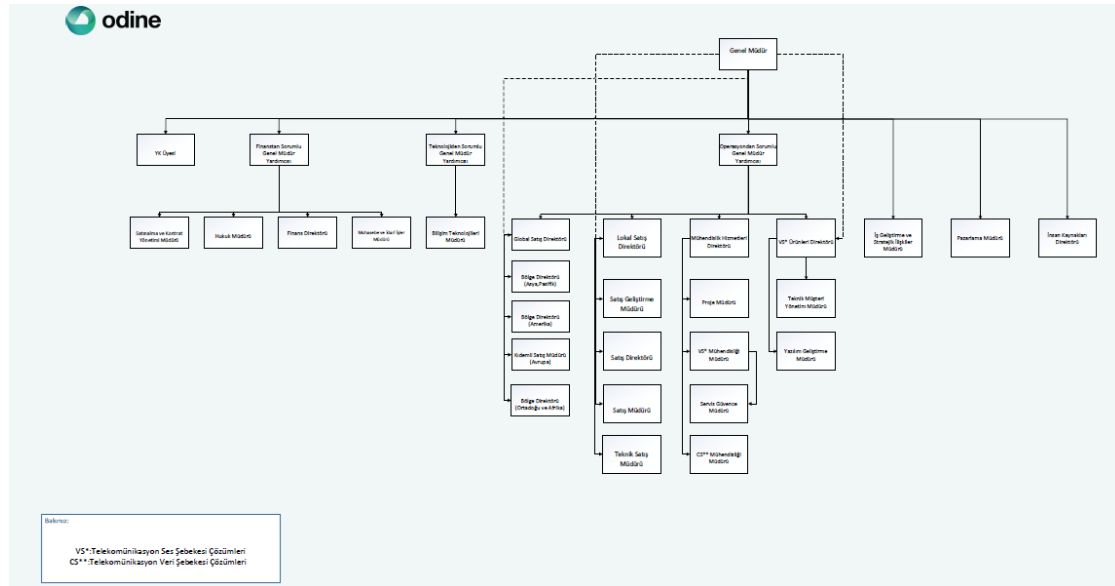 odine
Genel Müdür
YK Üyesi
Finanstan Sorumlu
Genel Müdür
Yardımcısı
Teknolojiden Sorumlu
Genel Müdür
Yardımcısı
Operasyondan Sorumlu
Genel Müdür
Yardımcısı
Satınalma ve Kontrat
Yönetimi Müdürü
Hukuk Müdürü
Finans Direktörü
Muhasebe ve İdari İşler
Müdürü
Bilişim Teknolojileri
Müdürü
Global Satış Direktörü
Lokal Satış
Direktörü
Mühendislik Hizmetleri
Direktörü
VS* Ürünleri Direktörü
İş Geliştirme ve
Stratejik İlişkiler
Müdürü
Pazarlama Müdürü
İnsan Kaynakları
Direktörü
Bölge Direktörü
(Asya,Pasifik)
Satış Geliştirme
Müdürü
Proje Müdürü
Teknik Müşteri
Yönetim Müdürü
Bölge Direktörü
(Amerika)
Kıdemli Satış Müdürü
(Avrupa)
Satış Direktörü
VS* Mühendisliği
Müdürü
Yazılım Geliştirme
Müdürü
Bölge Direktörü
(Ortadoğu ve Afrika)
Satış Müdürü
Servis Güvence
Müdürü
Teknik Satış
Müdürü
CS** Mühendisliği
Müdürü
Bakınız:
VS*:Telekomünikasyon Ses Şebekesi Çözümleri
CS**:Telekomünikasyon Veri Şebekesi Çözümleri